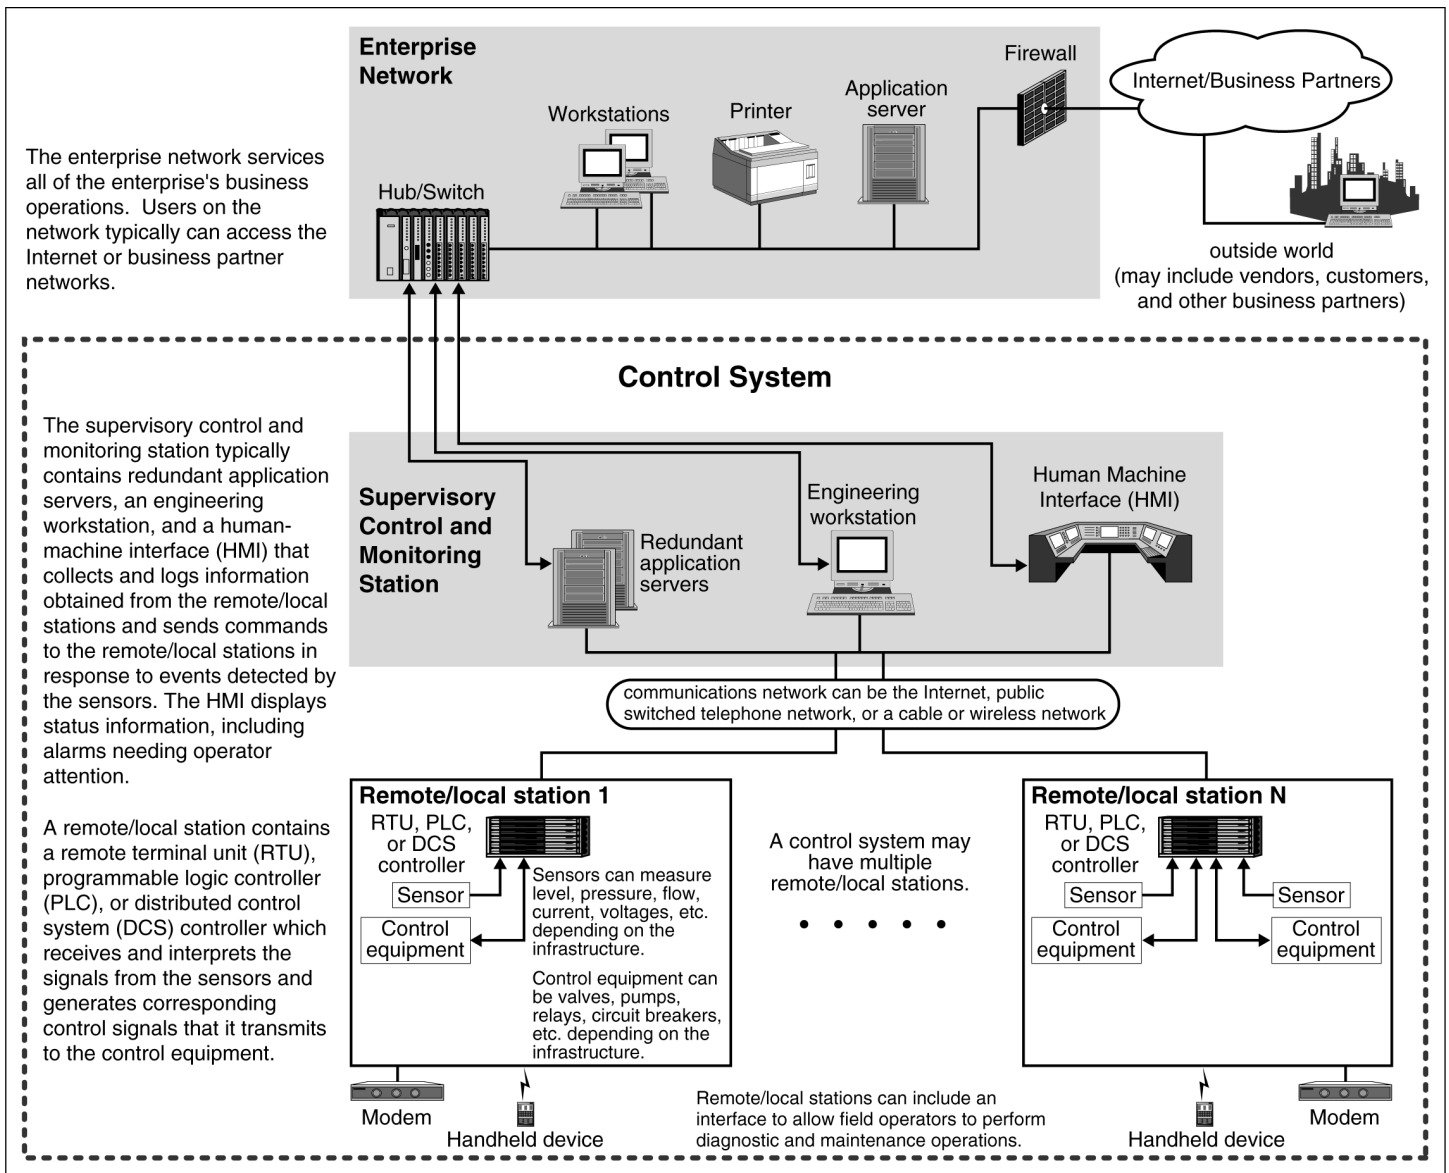 Enterprise
Network
Firewall
Internet/Business Partners
Workstations
Printer
Application
server
Hub/Switch
The enterprise network services
all of the enterprise's business
operations.  Users on the
network typically can access the
Internet or business partner
networks.
outside world
(may include vendors, customers,
and other business partners)
Control System
The supervisory control and
monitoring station typically
contains redundant application
servers, an engineering
workstation, and a human-
machine interface (HMI) that
collects and logs information
obtained from the remote/local
stations and sends commands
to the remote/local stations in
response to events detected by
the sensors. The HMI displays
status information, including
alarms needing operator
attention.
A remote/local station contains
a remote terminal unit (RTU),
programmable logic controller
(PLC), or distributed control
system (DCS) controller which
receives and interprets the
signals from the sensors and
generates corresponding
control signals that it transmits
to the control equipment.
Supervisory
Control and
Monitoring
Station
Redundant
application
servers
Engineering
workstation
Human Machine
Interface (HMI)
communications network can be the Internet, public
switched telephone network, or a cable or wireless network
Remote/local station 1
RTU, PLC,
or DCS
controller
Sensor
Control
equipment
Sensors can measure
level, pressure, flow,
current, voltages, etc.
depending on the
infrastructure.
Control equipment can
be valves, pumps,
relays, circuit breakers,
etc. depending on the
infrastructure.
Modem
Handheld device
A control system may
have multiple
remote/local stations.
• • • • •
Remote/local stations can include an
interface to allow field operators to perform
diagnostic and maintenance operations.
Remote/local station N
RTU, PLC,
or DCS
controller
Sensor
Sensor
Control
equipment
Control
equipment
Handheld device
Modem